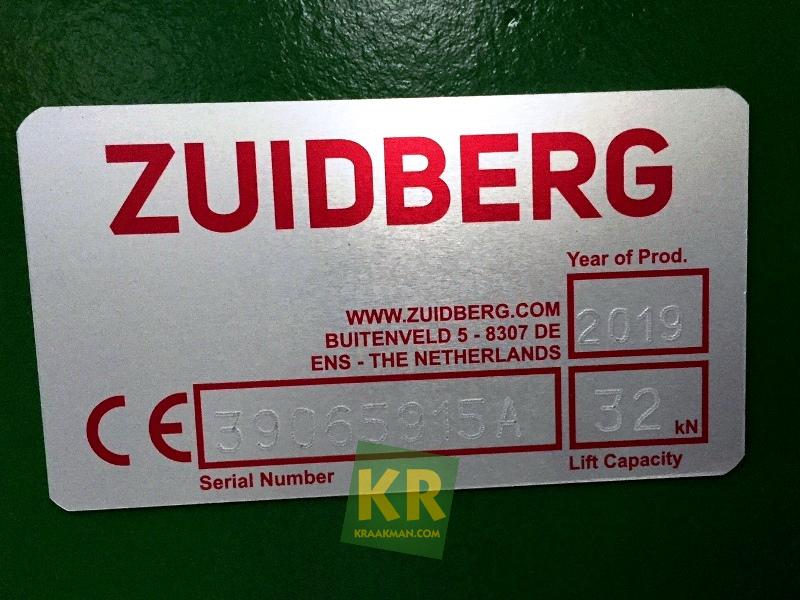 ZUIDBERG
Year of Prod.
2019
WWW.ZUIDBERG.COM
BUITENVELD 5 - 8307 DE
ENS - THE NETHERLANDS
CE
39065915A
32 kN
Serial Number
Lift Capacity
KR
KRAAKMAN.COM